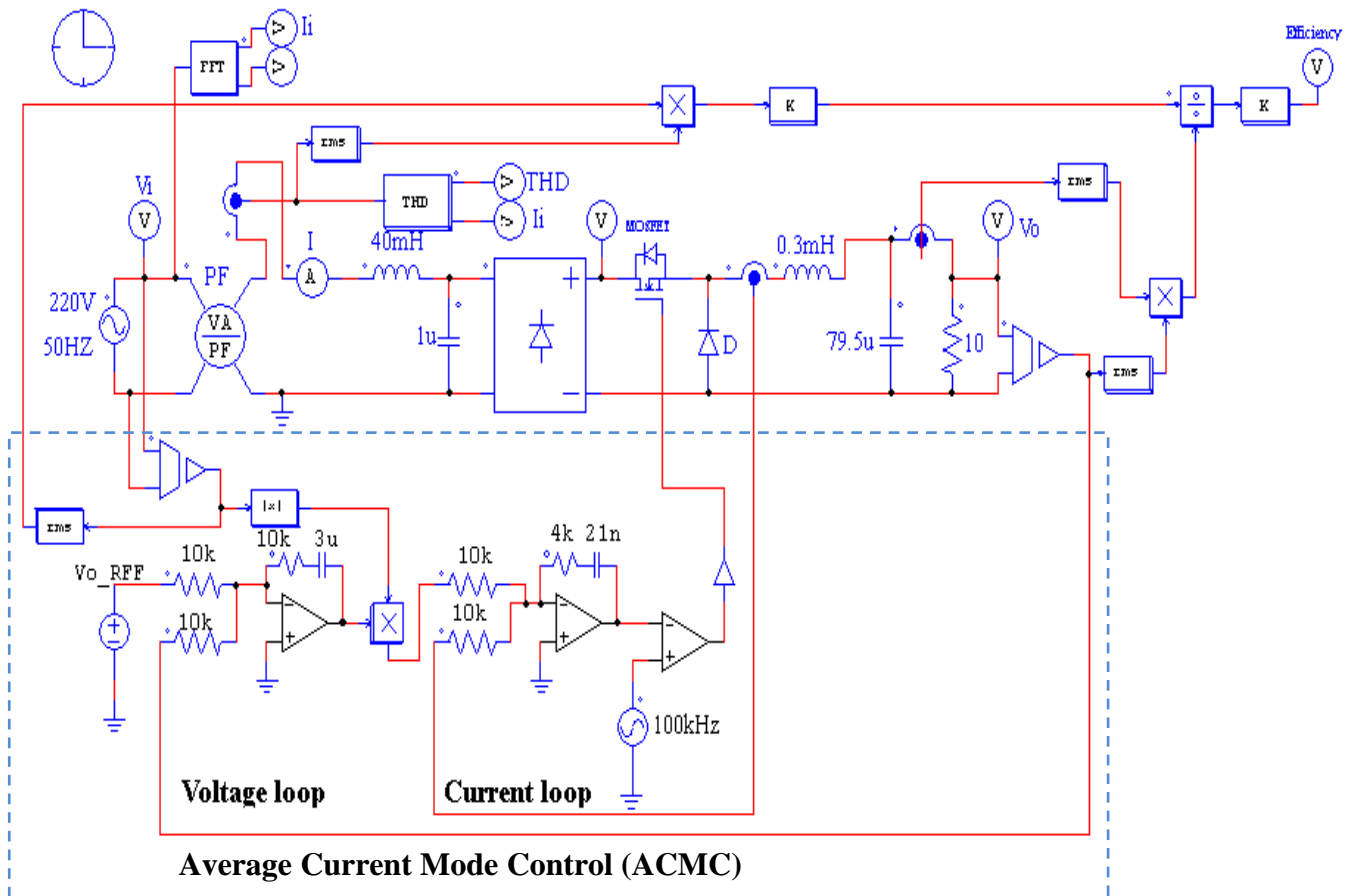 Ii
V
FFT
V
Efficiency
V
K
K
rms
THD
THD
V
Ii
V
rms
Vi
V
I
A
40mH
V
MOSFET
0.3mH
V
Vo
PF
220V
50HZ
VA
PF
1u
+
−
D
79.5u
10
rms
rms
|x|
Vo_RFF
+
−
10k
10k
10k
3u
−
+
10k
10k
4k
21n
−
+
−
+
100kHz
Voltage loop
Current loop
Average Current Mode Control (ACMC)